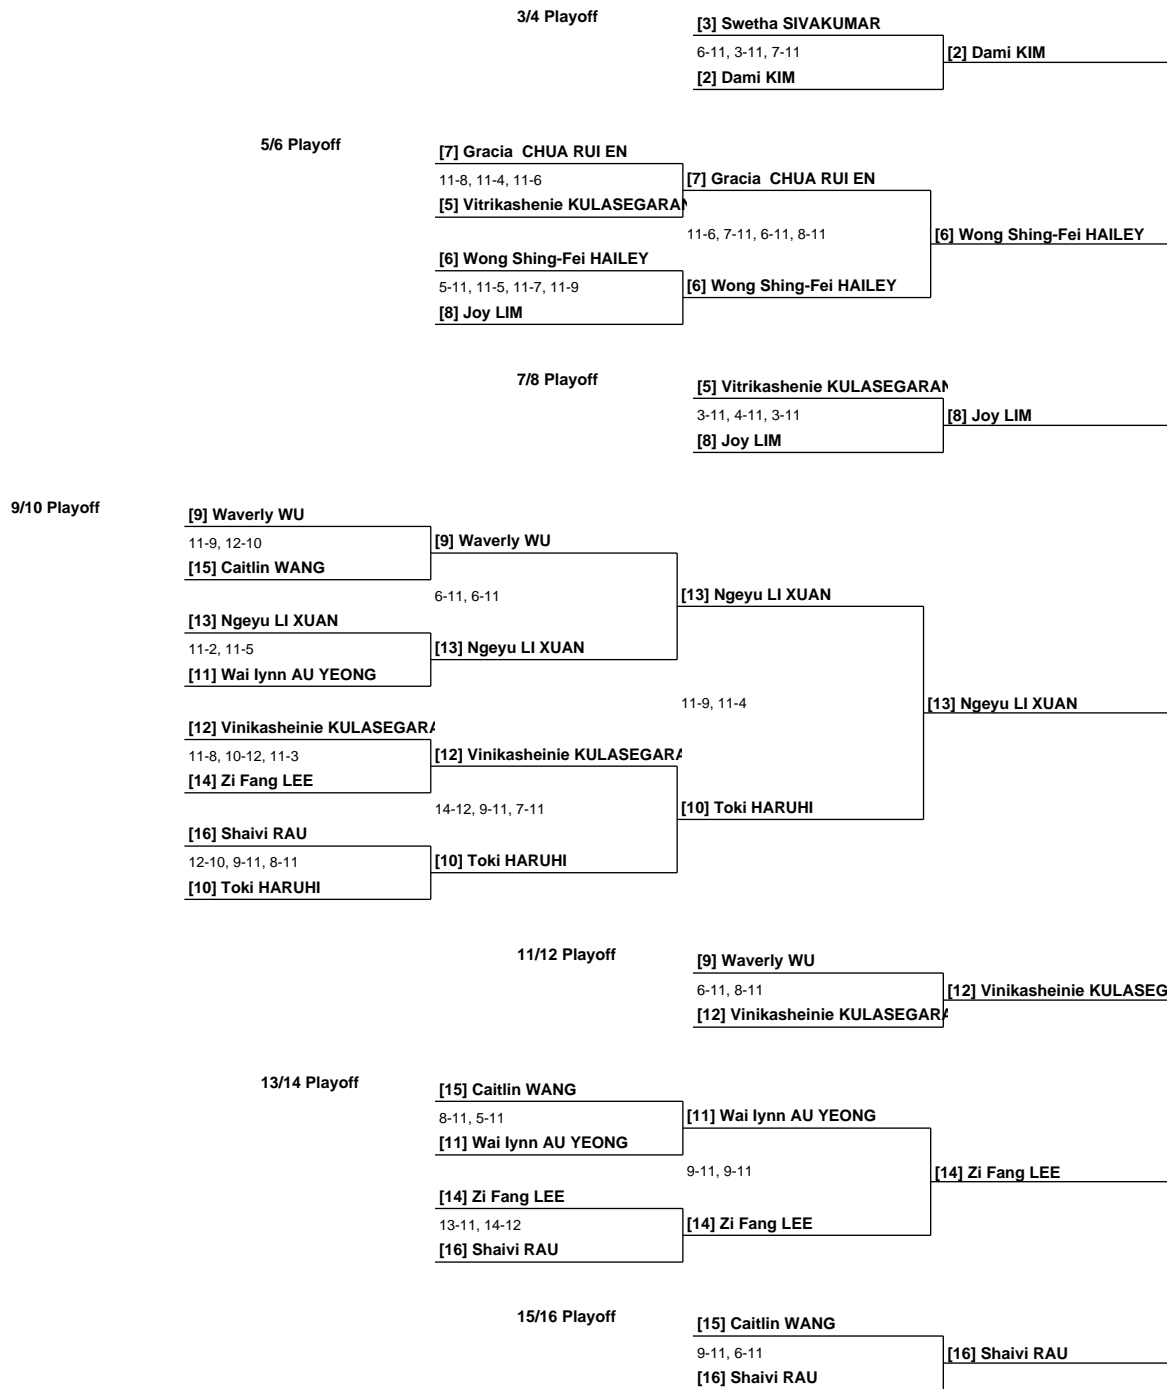 3/4 Playoff
[3] Swetha SIVAKUMAR
6-11, 3-11, 7-11
[2] Dami KIM
[2] Dami KIM
5/6 Playoff
[7] Gracia  CHUA RUI EN
11-8, 11-4, 11-6
[7] Gracia  CHUA RUI EN
[5] Vitrikashenie KULASEGARAN
11-6, 7-11, 6-11, 8-11
[6] Wong Shing-Fei HAILEY
[6] Wong Shing-Fei HAILEY
5-11, 11-5, 11-7, 11-9
[6] Wong Shing-Fei HAILEY
[8] Joy LIM
7/8 Playoff
[5] Vitrikashenie KULASEGARAN
3-11, 4-11, 3-11
[8] Joy LIM
[8] Joy LIM
9/10 Playoff
[9] Waverly WU
11-9, 12-10
[9] Waverly WU
[15] Caitlin WANG
6-11, 6-11
[13] Ngeyu LI XUAN
[13] Ngeyu LI XUAN
11-2, 11-5
[13] Ngeyu LI XUAN
[11] Wai lynn AU YEONG
11-9, 11-4
[13] Ngeyu LI XUAN
[12] Vinikasheinie KULASEGARA
11-8, 10-12, 11-3
[12] Vinikasheinie KULASEGARA
[14] Zi Fang LEE
14-12, 9-11, 7-11
[10] Toki HARUHI
[16] Shaivi RAU
12-10, 9-11, 8-11
[10] Toki HARUHI
[10] Toki HARUHI
11/12 Playoff
[9] Waverly WU
6-11, 8-11
[12] Vinikasheinie KULASEG
[12] Vinikasheinie KULASEGARA
13/14 Playoff
[15] Caitlin WANG
8-11, 5-11
[11] Wai lynn AU YEONG
[11] Wai lynn AU YEONG
9-11, 9-11
[14] Zi Fang LEE
[14] Zi Fang LEE
13-11, 14-12
[14] Zi Fang LEE
[16] Shaivi RAU
15/16 Playoff
[15] Caitlin WANG
9-11, 6-11
[16] Shaivi RAU
[16] Shaivi RAU